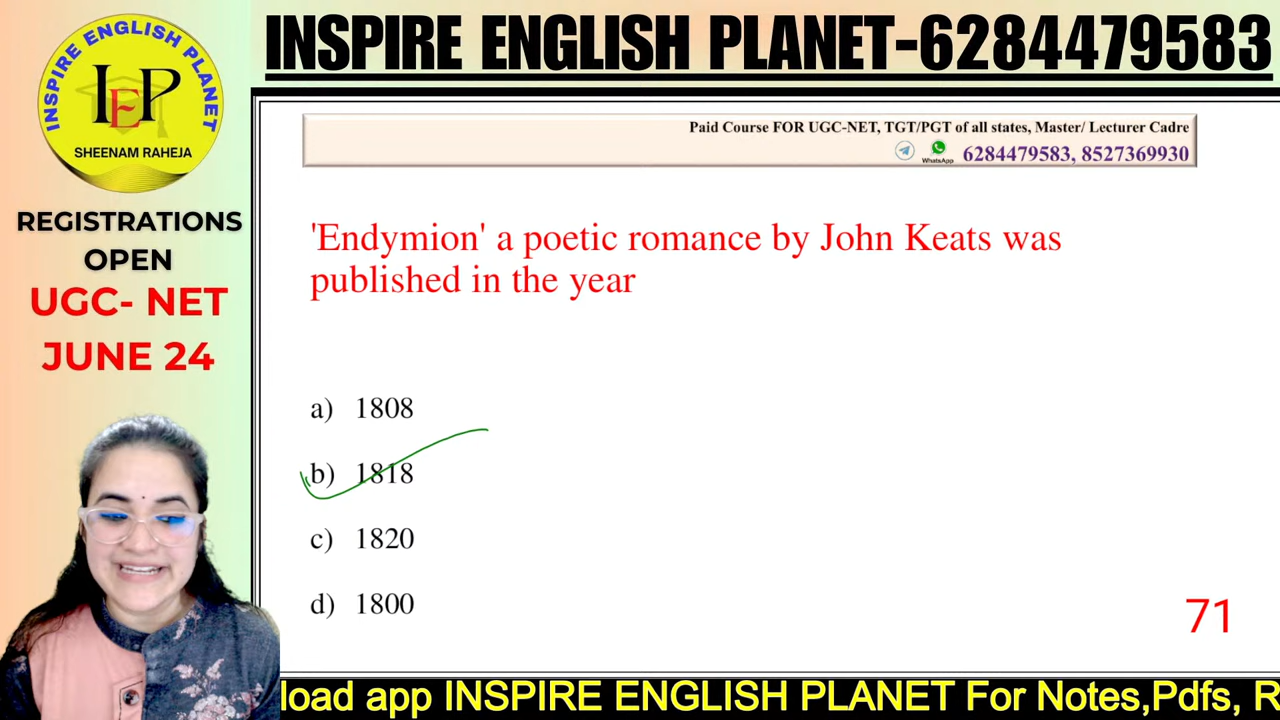 INSPIRE ENGLISH PLANET-6284479583
INSPIRE ENGLISH PLANET
IEP
SHEENAM RAHEJA
REGISTRATIONS
OPEN
UGC- NET
JUNE 24
Paid Course FOR UGC-NET, TGT/PGT of all states, Master/ Lecturer Cadre
WhatsApp 6284479583, 8527369930
'Endymion' a poetic romance by John Keats was
published in the year
a) 1808
b) 1818
c) 1820
d) 1800
71
load app INSPIRE ENGLISH PLANET For Notes,Pdfs, R